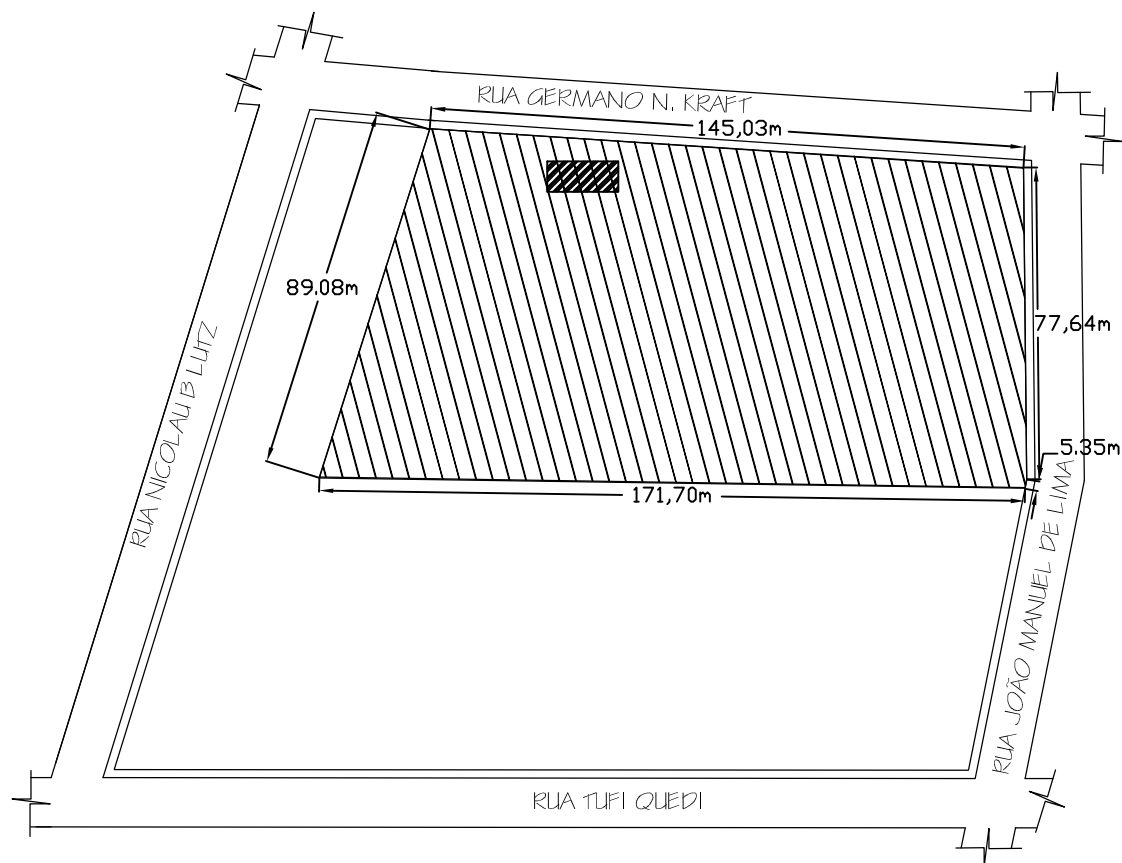 RUA GERMANO N. KRAFT
145,03m
89.08m
77,64m
RUA NICOLAU B LUTZ
5.35m
171,70m
RUA JOÃO MANUEL DE LIMA
RUA TUFI QUEDI